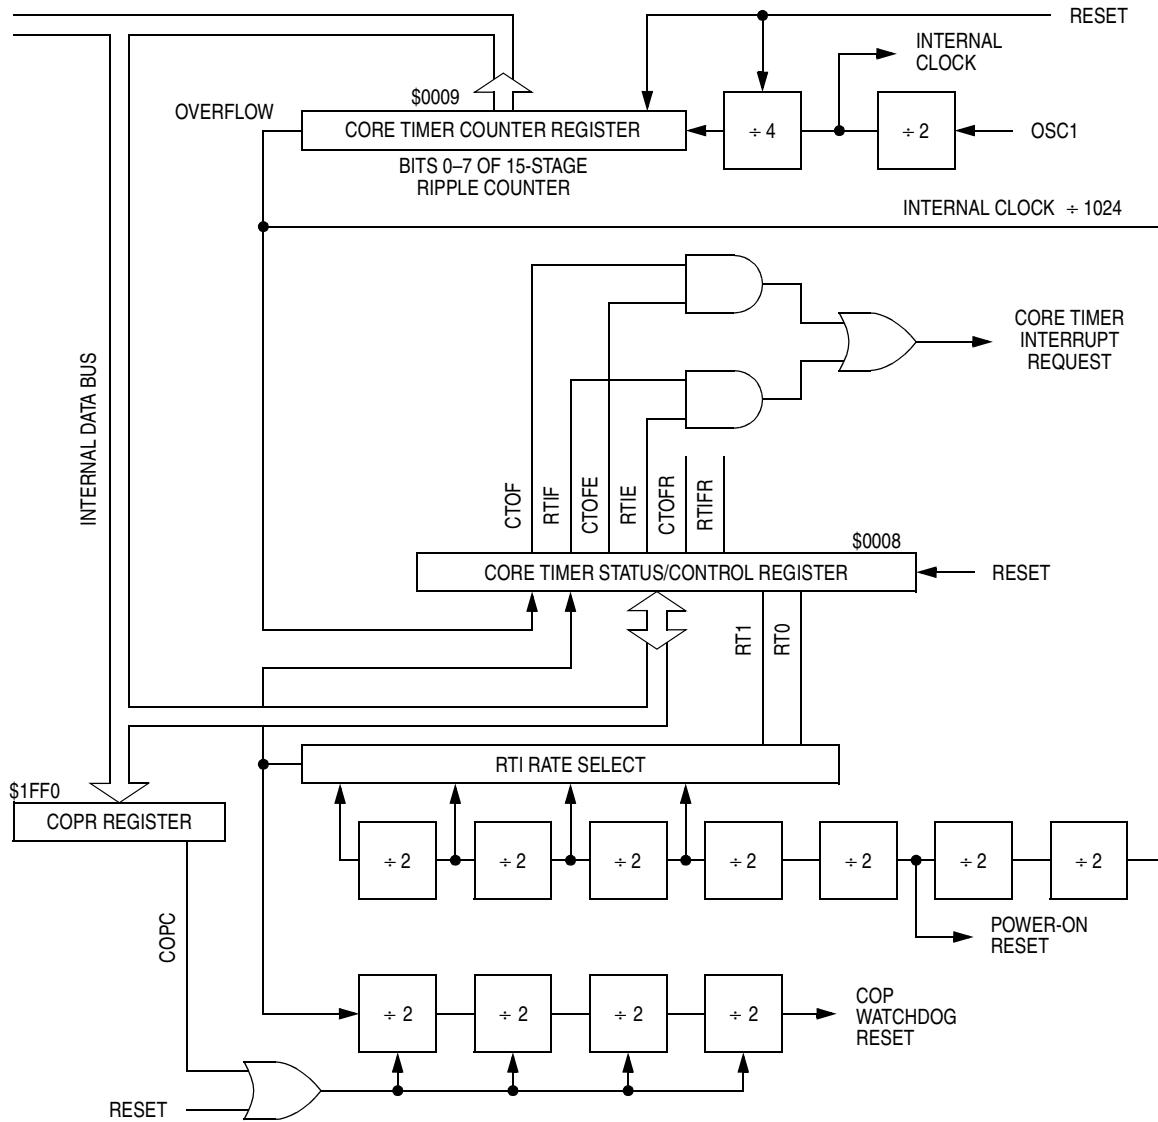 RESET
INTERNAL
CLOCK
$0009
OVERFLOW
CORE TIMER COUNTER REGISTER
÷ 4
÷ 2
OSC1
BITS 0–7 OF 15-STAGE
RIPPLE COUNTER
INTERNAL CLOCK ÷ 1024
CORE TIMER
INTERRUPT
REQUEST
INTERNAL DATA BUS
CTOF
RTIF
CTOFE
RTIE
CTOFR
RTIFR
$0008
CORE TIMER STATUS/CONTROL REGISTER
RESET
RT1
RT0
RTI RATE SELECT
$1FF0
COPR REGISTER
÷ 2
÷ 2
÷ 2
÷ 2
÷ 2
÷ 2
÷ 2
POWER-ON
RESET
COPC
÷ 2
÷ 2
÷ 2
÷ 2
COP
WATCHDOG
RESET
RESET